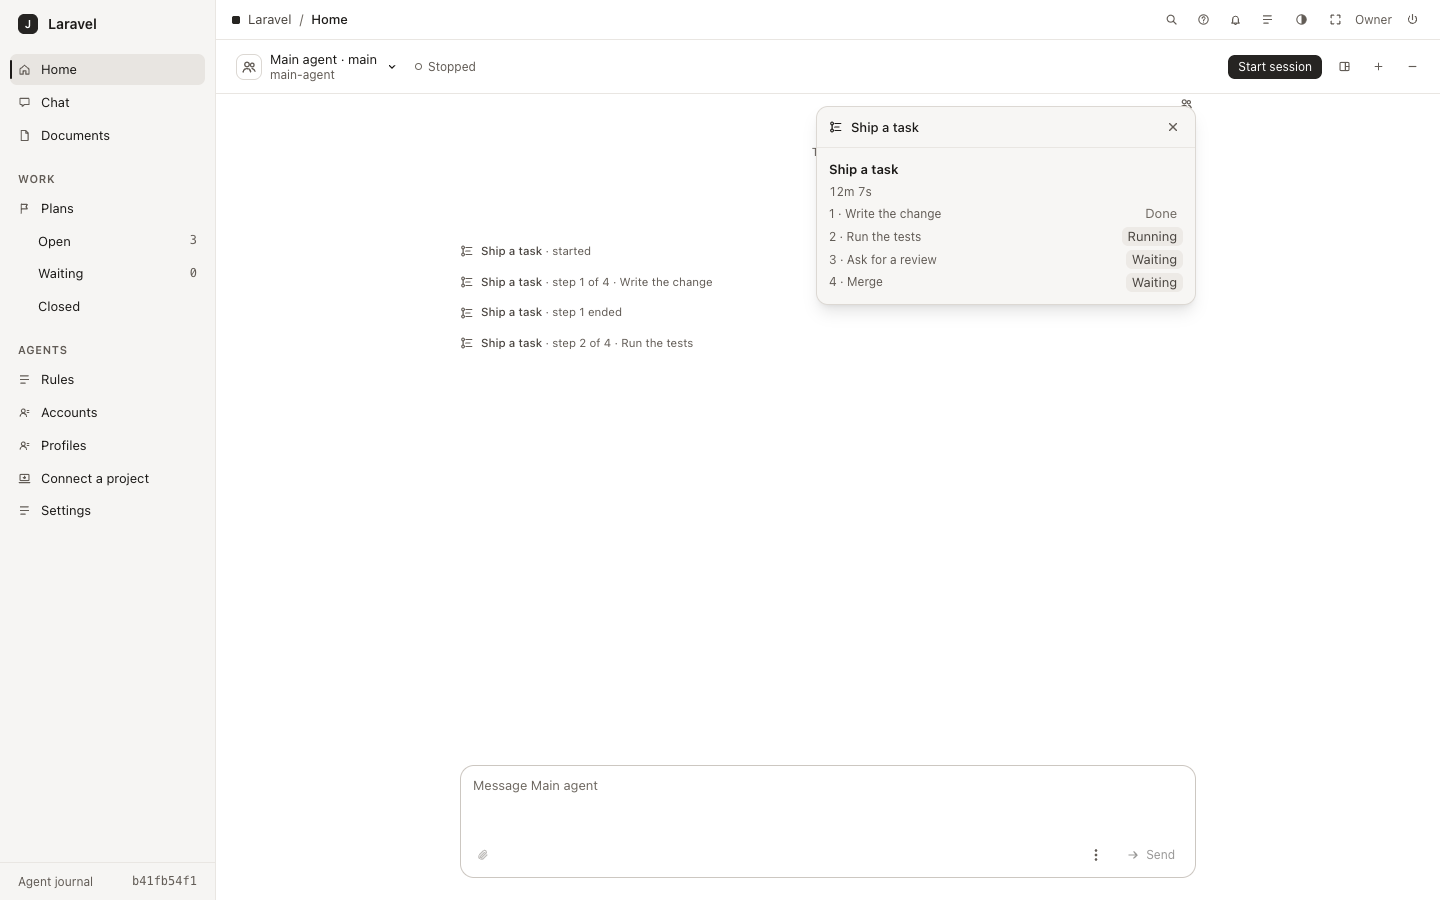 J Laravel
Home
Chat
Documents
WORK
Plans
Open 3
Waiting 0
Closed
AGENTS
Rules
Accounts
Profiles
Connect a project
Settings
Agent journal b41fb54f1
Laravel / Home
Owner
Main agent · main
main-agent
Stopped
Start session
Ship a task
Ship a task
12m 7s
1 · Write the change Done
2 · Run the tests Running
3 · Ask for a review Waiting
4 · Merge Waiting
Ship a task · started
Ship a task · step 1 of 4 · Write the change
Ship a task · step 1 ended
Ship a task · step 2 of 4 · Run the tests
Message Main agent
Send